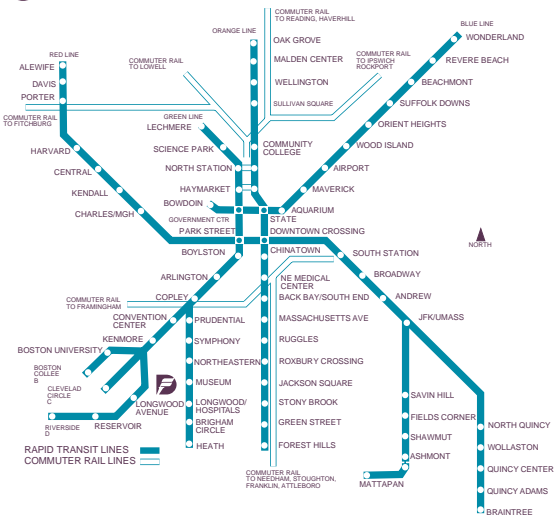 COMMUTER RAIL
TO READING, HAVERHILL
ORANGE LINE
BLUE LINE
WONDERLAND
OAK GROVE
REVERE BEACH
RED LINE
ALEWIFE
DAVIS
PORTER
COMMUTER RAIL
TO LOWELL
MALDEN CENTER
COMMUTER RAIL
TO IPSWICH
ROCKPORT
WELLINGTON
BEACHMONT
SULLIVAN SQUARE
SUFFOLK DOWNS
COMMUTER RAIL
TO FITCHBURG
GREEN LINE
LECHMERE
ORIENT HEIGHTS
HARVARD
SCIENCE PARK
COMMUNITY
COLLEGE
WOOD ISLAND
CENTRAL
NORTH STATION
AIRPORT
KENDALL
HAYMARKET
MAVERICK
CHARLES/MGH
BOWDOIN
AQUARIUM
GOVERNMENT CTR
STATE
PARK STREET
DOWNTOWN CROSSING
NORTH
BOYLSTON
CHINATOWN
SOUTH STATION
ARLINGTON
NE MEDICAL
CENTER
BROADWAY
COMMUTER RAIL
TO FRAMINGHAM
COPLEY
BACK BAY/SOUTH END
ANDREW
CONVENTION
CENTER
PRUDENTIAL
MASSACHUSETTS AVE
JFK/UMASS
KENMORE
SYMPHONY
RUGGLES
BOSTON UNIVERSITY
NORTHEASTERN
ROXBURY CROSSING
BOSTON
COLLEE
B
MUSEUM
JACKSON SQUARE
CLEVELAD
CIRCLE
C
LONGWOOD
AVENUE
LONGWOOD/
HOSPITALS
STONY BROOK
SAVIN HILL
RIVERSIDE
D
RESERVOIR
BRIGHAM
CIRCLE
GREEN STREET
FIELDS CORNER
NORTH QUINCY
HEATH
FOREST HILLS
SHAWMUT
WOLLASTON
RAPID TRANSIT LINES
COMMUTER RAIL LINES
ASHMONT
QUINCY CENTER
COMMUTER RAIL
TO NEEDHAM, STOUGHTON,
FRANKLIN, ATTLEBORO
MATTAPAN
QUINCY ADAMS
BRAINTREE